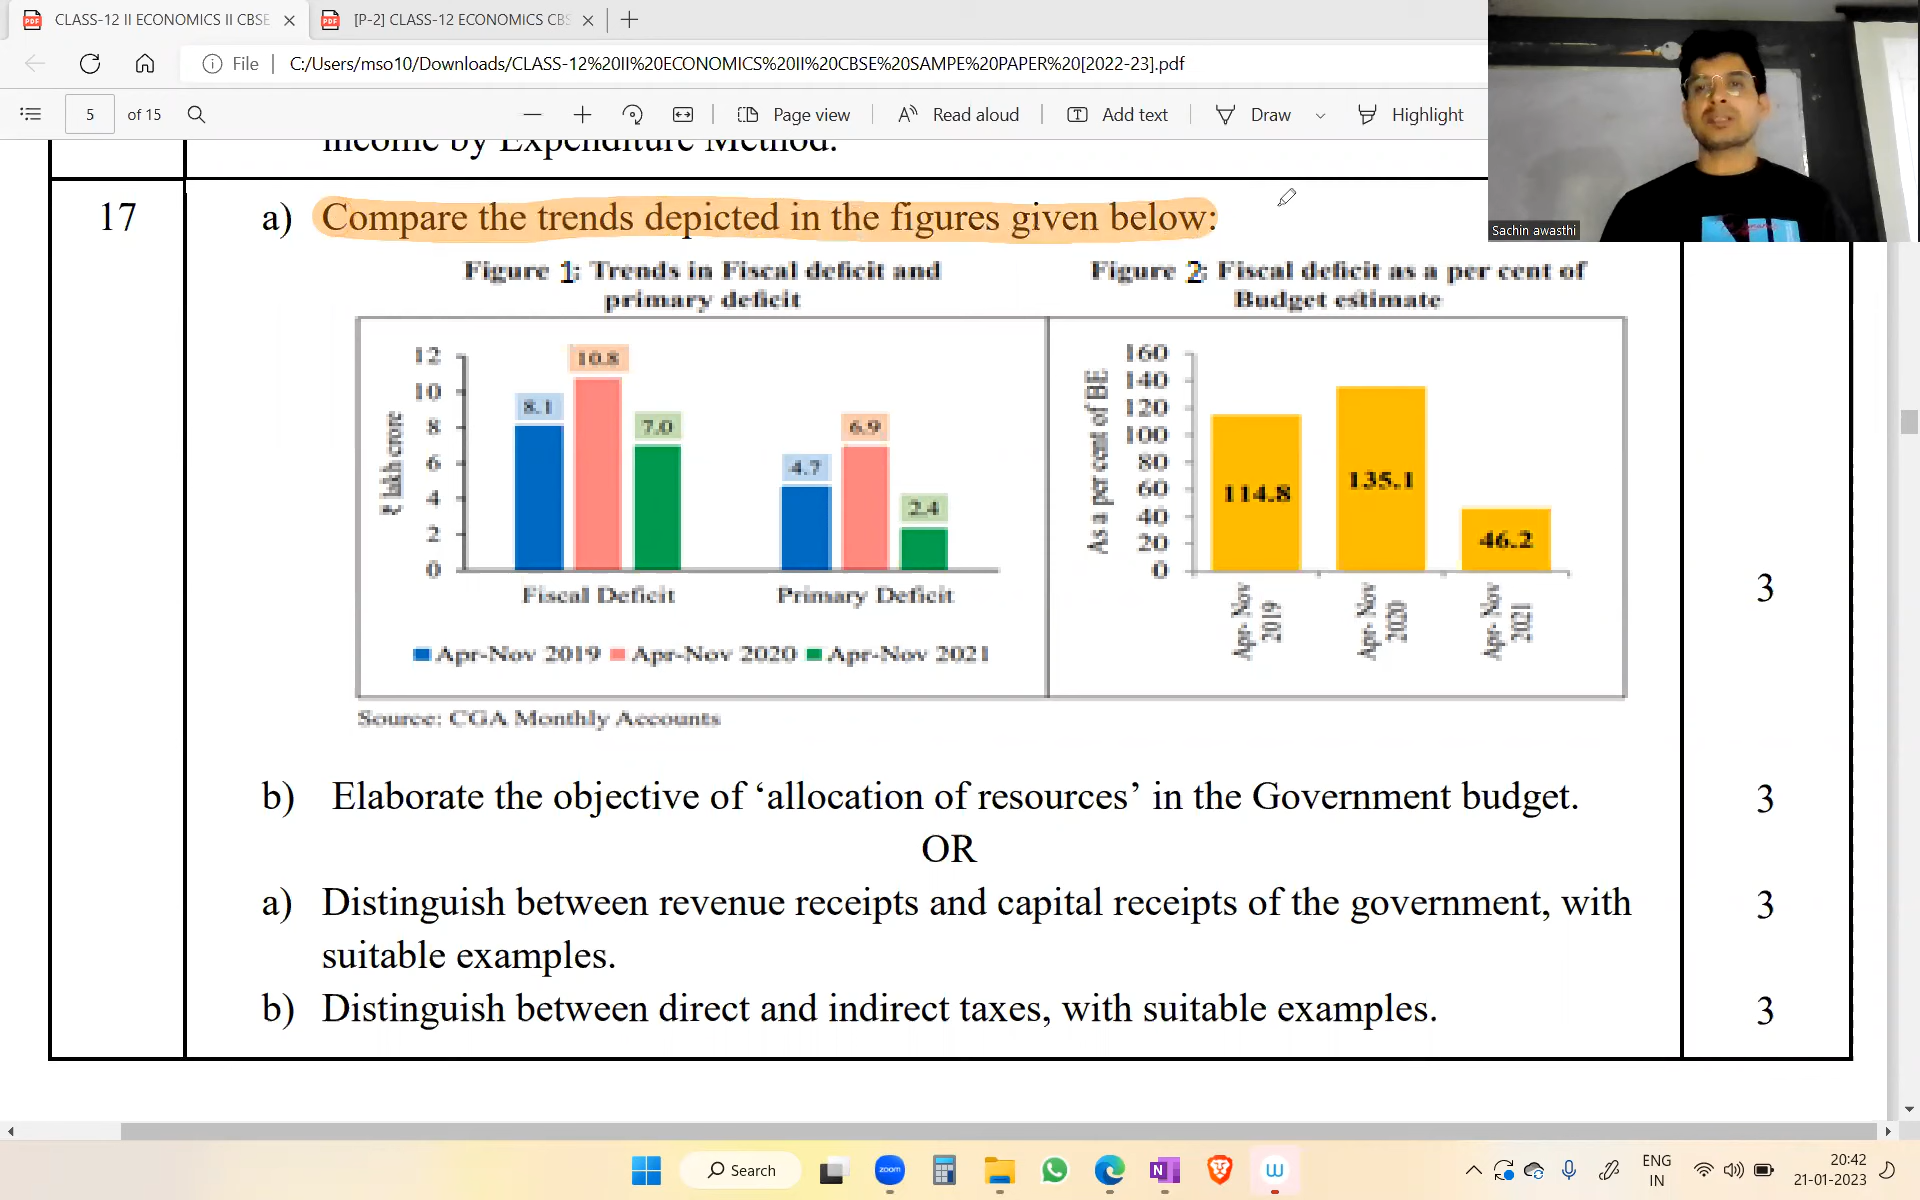 CLASS-12 II ECONOMICS II CBSE
[P-2] CLASS-12 ECONOMICS CBS
File
C:/Users/mso10/Downloads/CLASS-12%20II%20ECONOMICS%20II%20CBSE%20SAMPE%20PAPER%20[2022-23].pdf
5 of 15
Page view
Read aloud
Add text
Draw
Highlight
Sachin awasthi
income by Expenditure Method.
17
a) Compare the trends depicted in the figures given below:
Figure 1: Trends in Fiscal deficit and
primary deficit
₹ lakh crore
12
10
8
6
4
2
0
8.1
10.8
7.0
4.7
6.9
2.4
Fiscal Deficit
Primary Deficit
Apr-Nov 2019
Apr-Nov 2020
Apr-Nov 2021
Figure 2: Fiscal deficit as a per cent of
Budget estimate
As a per cent of BE
160
140
120
100
80
60
40
20
0
114.8
135.1
46.2
Apr- Nov
2019
Apr- Nov
2020
Apr- Nov
2021
Source: CGA Monthly Accounts
3
b) Elaborate the objective of ‘allocation of resources’ in the Government budget.
3
OR
a) Distinguish between revenue receipts and capital receipts of the government, with
suitable examples.
3
b) Distinguish between direct and indirect taxes, with suitable examples.
3
Search
zoom
ENG
IN
20:42
21-01-2023